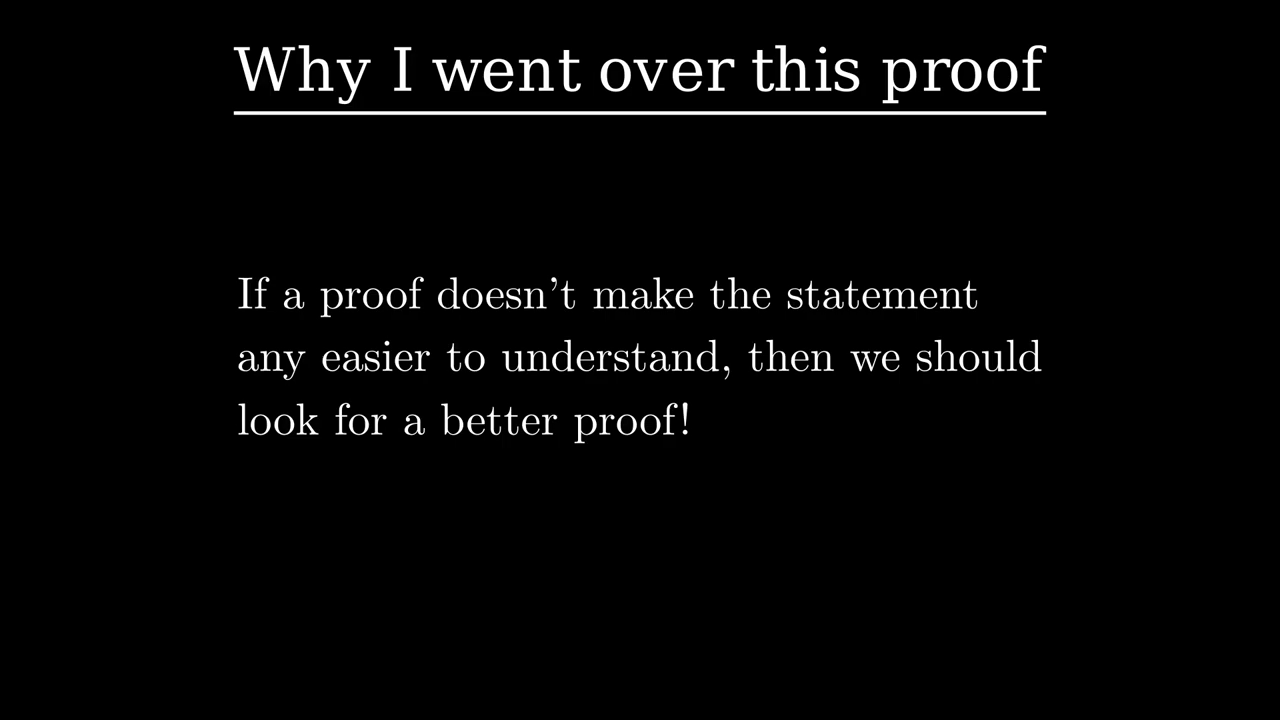 Why I went over this proof
If a proof doesn't make the statement
any easier to understand, then we should
look for a better proof!